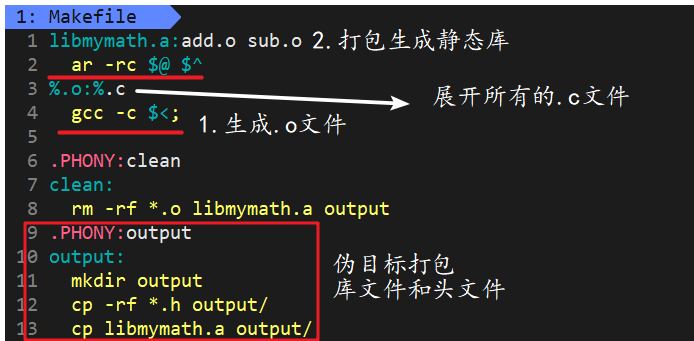 1: Makefile
1 libmymath.a:add.o sub.o 2.打包生成静态库
2 ar -rc $@ $^
3 %.o:%.c 展开所有的.c文件
4 gcc -c $<; 1.生成.o文件
5
6 .PHONY:clean
7 clean:
8 rm -rf *.o libmymath.a output
9 .PHONY:output
10 output: 伪目标打包
11 mkdir output 库文件和头文件
12 cp -rf *.h output/
13 cp libmymath.a output/